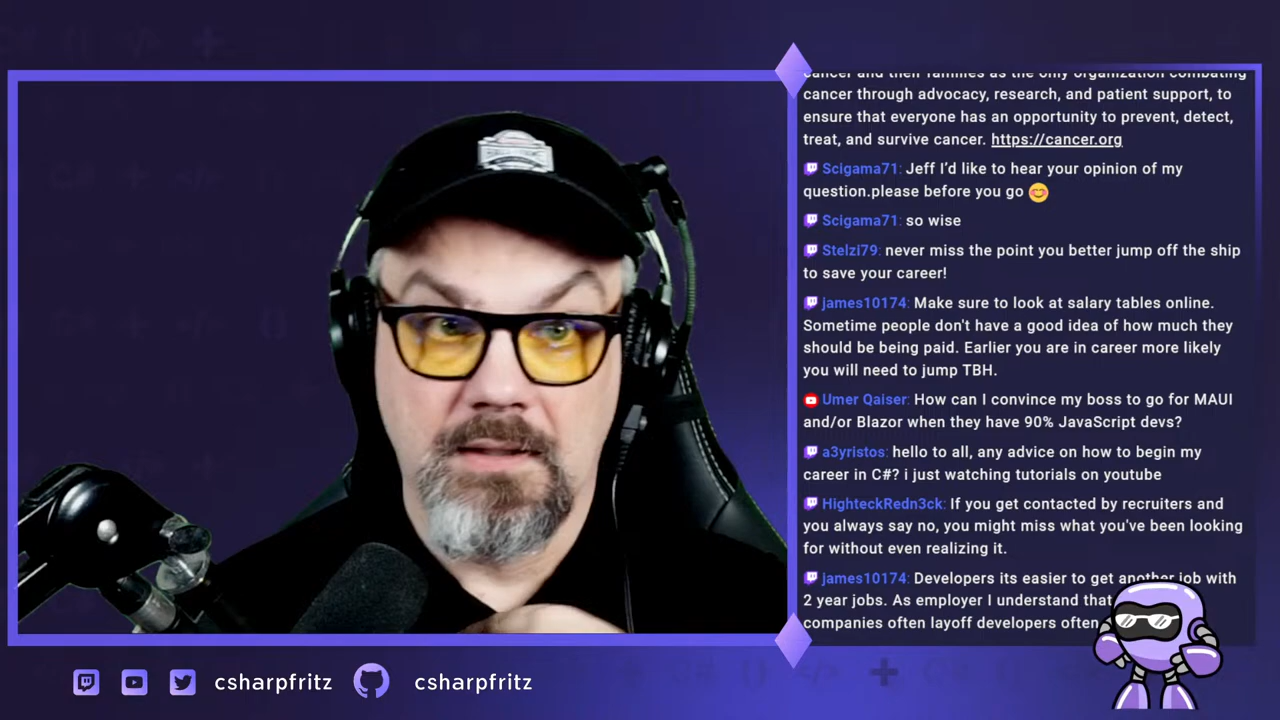 cancer and their families as the only organization combating
cancer through advocacy, research, and patient support, to
ensure that everyone has an opportunity to prevent, detect,
treat, and survive cancer. https://cancer.org
Scigama71: Jeff I’d like to hear your opinion of my
question.please before you go
Scigama71: so wise
Stelzi79: never miss the point you better jump off the ship
to save your career!
james10174: Make sure to look at salary tables online.
Sometime people don't have a good idea of how much they
should be being paid. Earlier you are in career more likely
you will need to jump TBH.
Umer Qaiser: How can I convince my boss to go for MAUI
and/or Blazor when they have 90% JavaScript devs?
a3yristos: hello to all, any advice on how to begin my
career in C#? i just watching tutorials on youtube
HighteckRedn3ck: If you get contacted by recruiters and
you always say no, you might miss what you've been looking
for without even realizing it.
james10174: Developers its easier to get another job with
2 year jobs. As employer I understand that
companies often layoff developers often
csharpfritz
csharpfritz